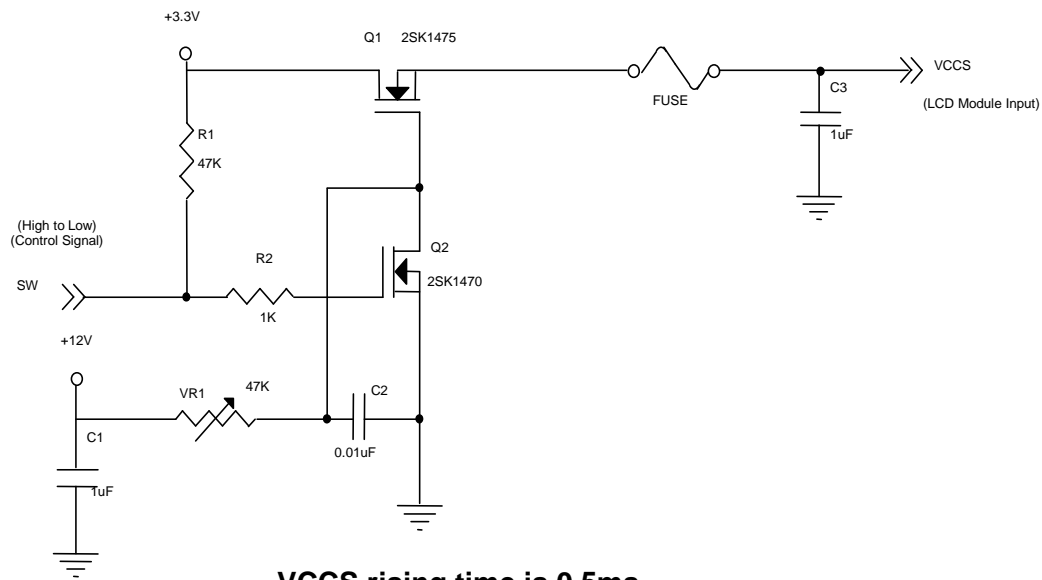 +3.3V
Q1 2SK1475
VCCS
FUSE
C3
(LCD Module Input)
R1
1uF
47K
(High to Low)
(Control Signal)
Q2
R2
SW
2SK1470
1K
+12V
47K
VR1
C2
C1
0.01uF
1uF